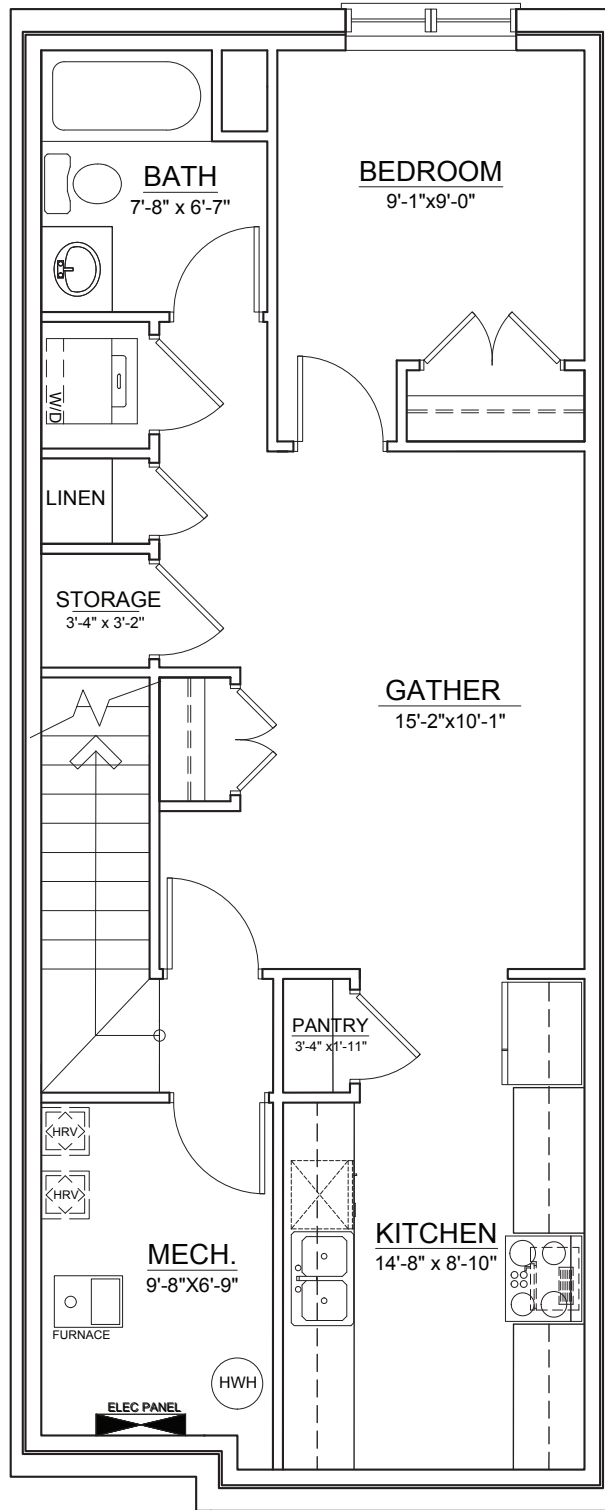 BATH
7'-8" x 6'-7"
BEDROOM
9'-1"x9'-0"
W/D
LINEN
STORAGE
3'-4" x 3'-2"
GATHER
15'-2"x10'-1"
PANTRY
3'-4" x1'-11"
HRV
HRV
MECH.
9'-8"X6'-9"
KITCHEN
14'-8" x 8'-10"
FURNACE
HWH
ELEC PANEL